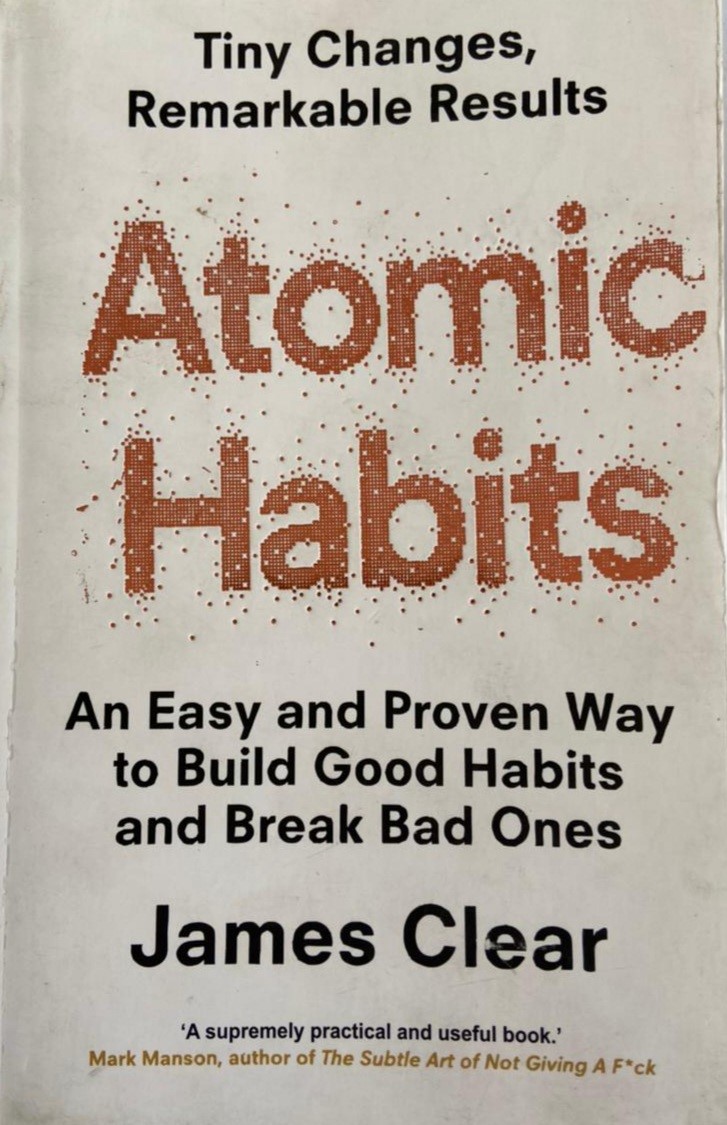 Tiny Changes,
Remarkable Results
Atomic
Habits
An Easy and Proven Way
to Build Good Habits
and Break Bad Ones
James Clear
‘A supremely practical and useful book.’
Mark Manson, author of The Subtle Art of Not Giving A F*ck